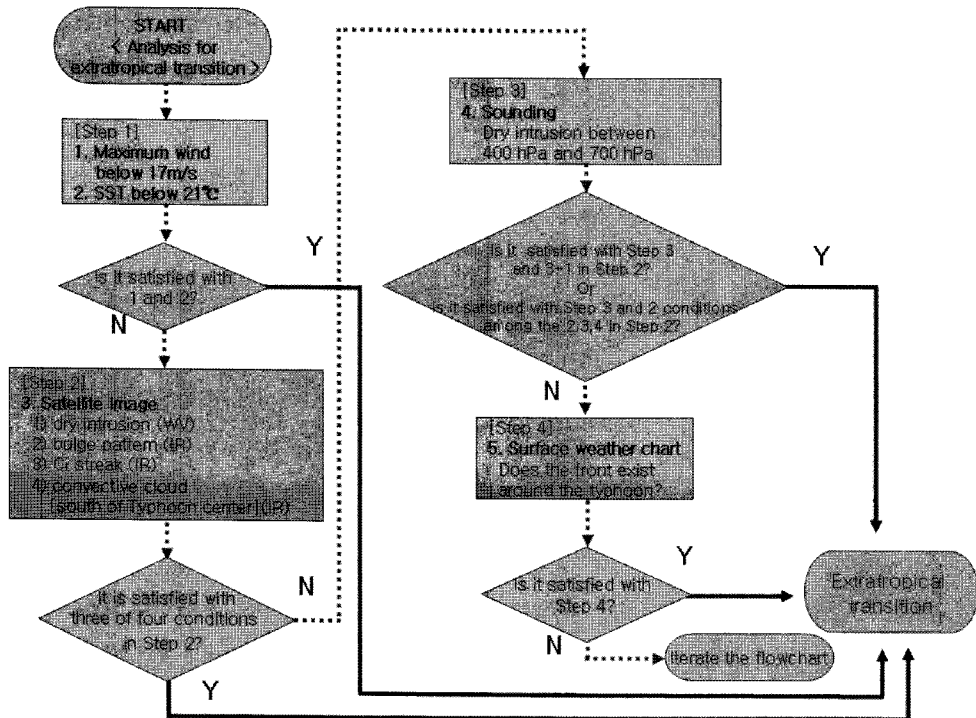 START
< Analysis for
extratropical transition >
[Step 1]
1. Maximum wind
below 17m/s
2. SST below 21℃
Is it satisfied with
1 and 2?
Y
N
[Step 2]
3. Satellite image
1) dry intrusion (WV)
2) bulge pattern (IR)
3) Ci streak (IR)
4) convective cloud
[south of Typhoon center] (IR)
It is satisfied with
three of four conditions
in Step 2?
N
Y
[Step 3]
4. Sounding
Dry intrusion between
400 hPa and 700 hPa
Is it satisfied with Step 3
and 3-1 in Step 2?
Or
Is it satisfied with Step 3 and 2 conditions
among the 2,3,4 in Step 2?
Y
N
[Step 4]
5. Surface weather chart
Does the front exist
around the typhoon?
Is it satisfied with
Step 4?
Y
N
Iterate the flowchart
Extratropical
transition